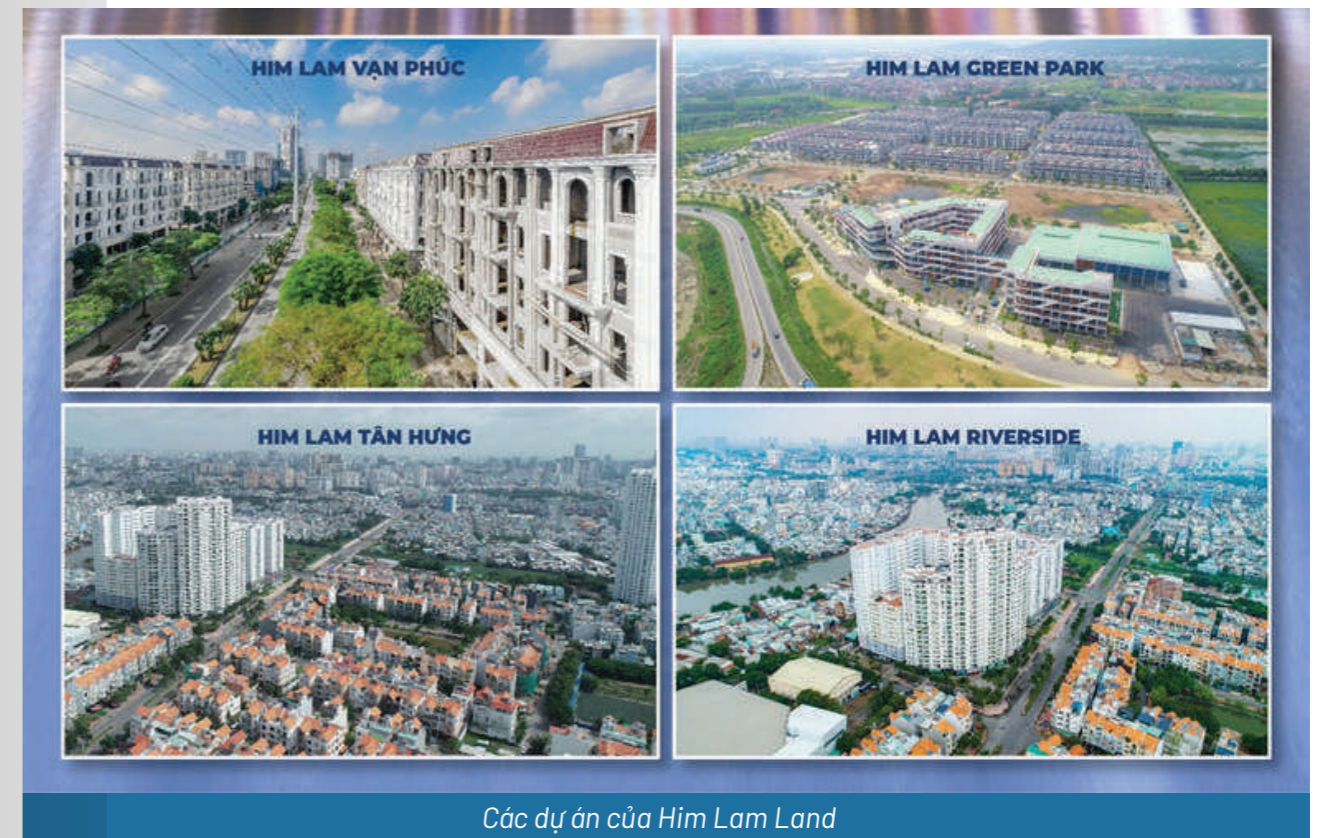 HIM LAM VẠN PHÚC
HIM LAM GREEN PARK
HIM LAM TÂN HƯNG
HIM LAM RIVERSIDE
Các dự án của Him Lam Land